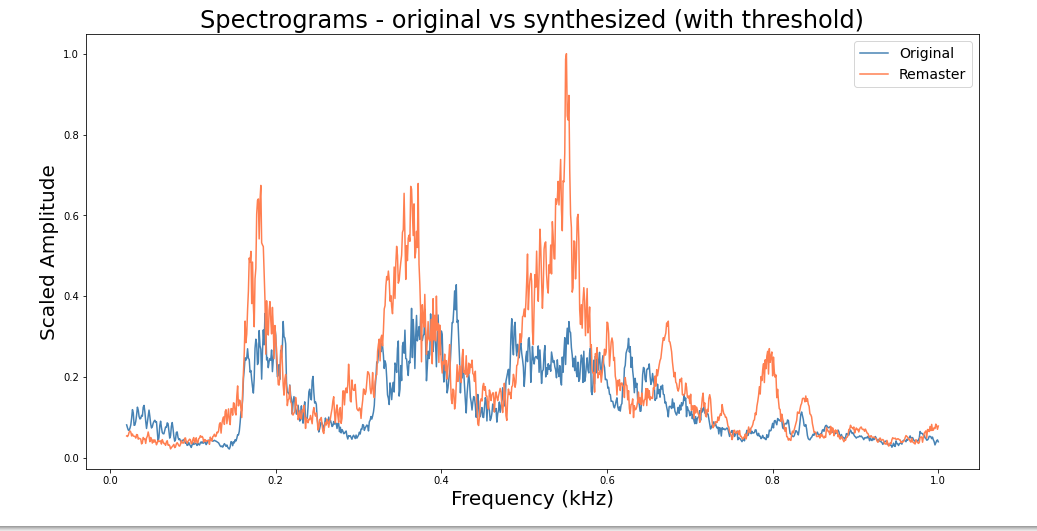 Spectrograms - original vs synthesized (with threshold)
Original
Remaster
Scaled Amplitude
1.0
0.8
0.6
0.4
0.2
0.0
0.0 0.2 0.4 0.6 0.8 1.0
Frequency (kHz)